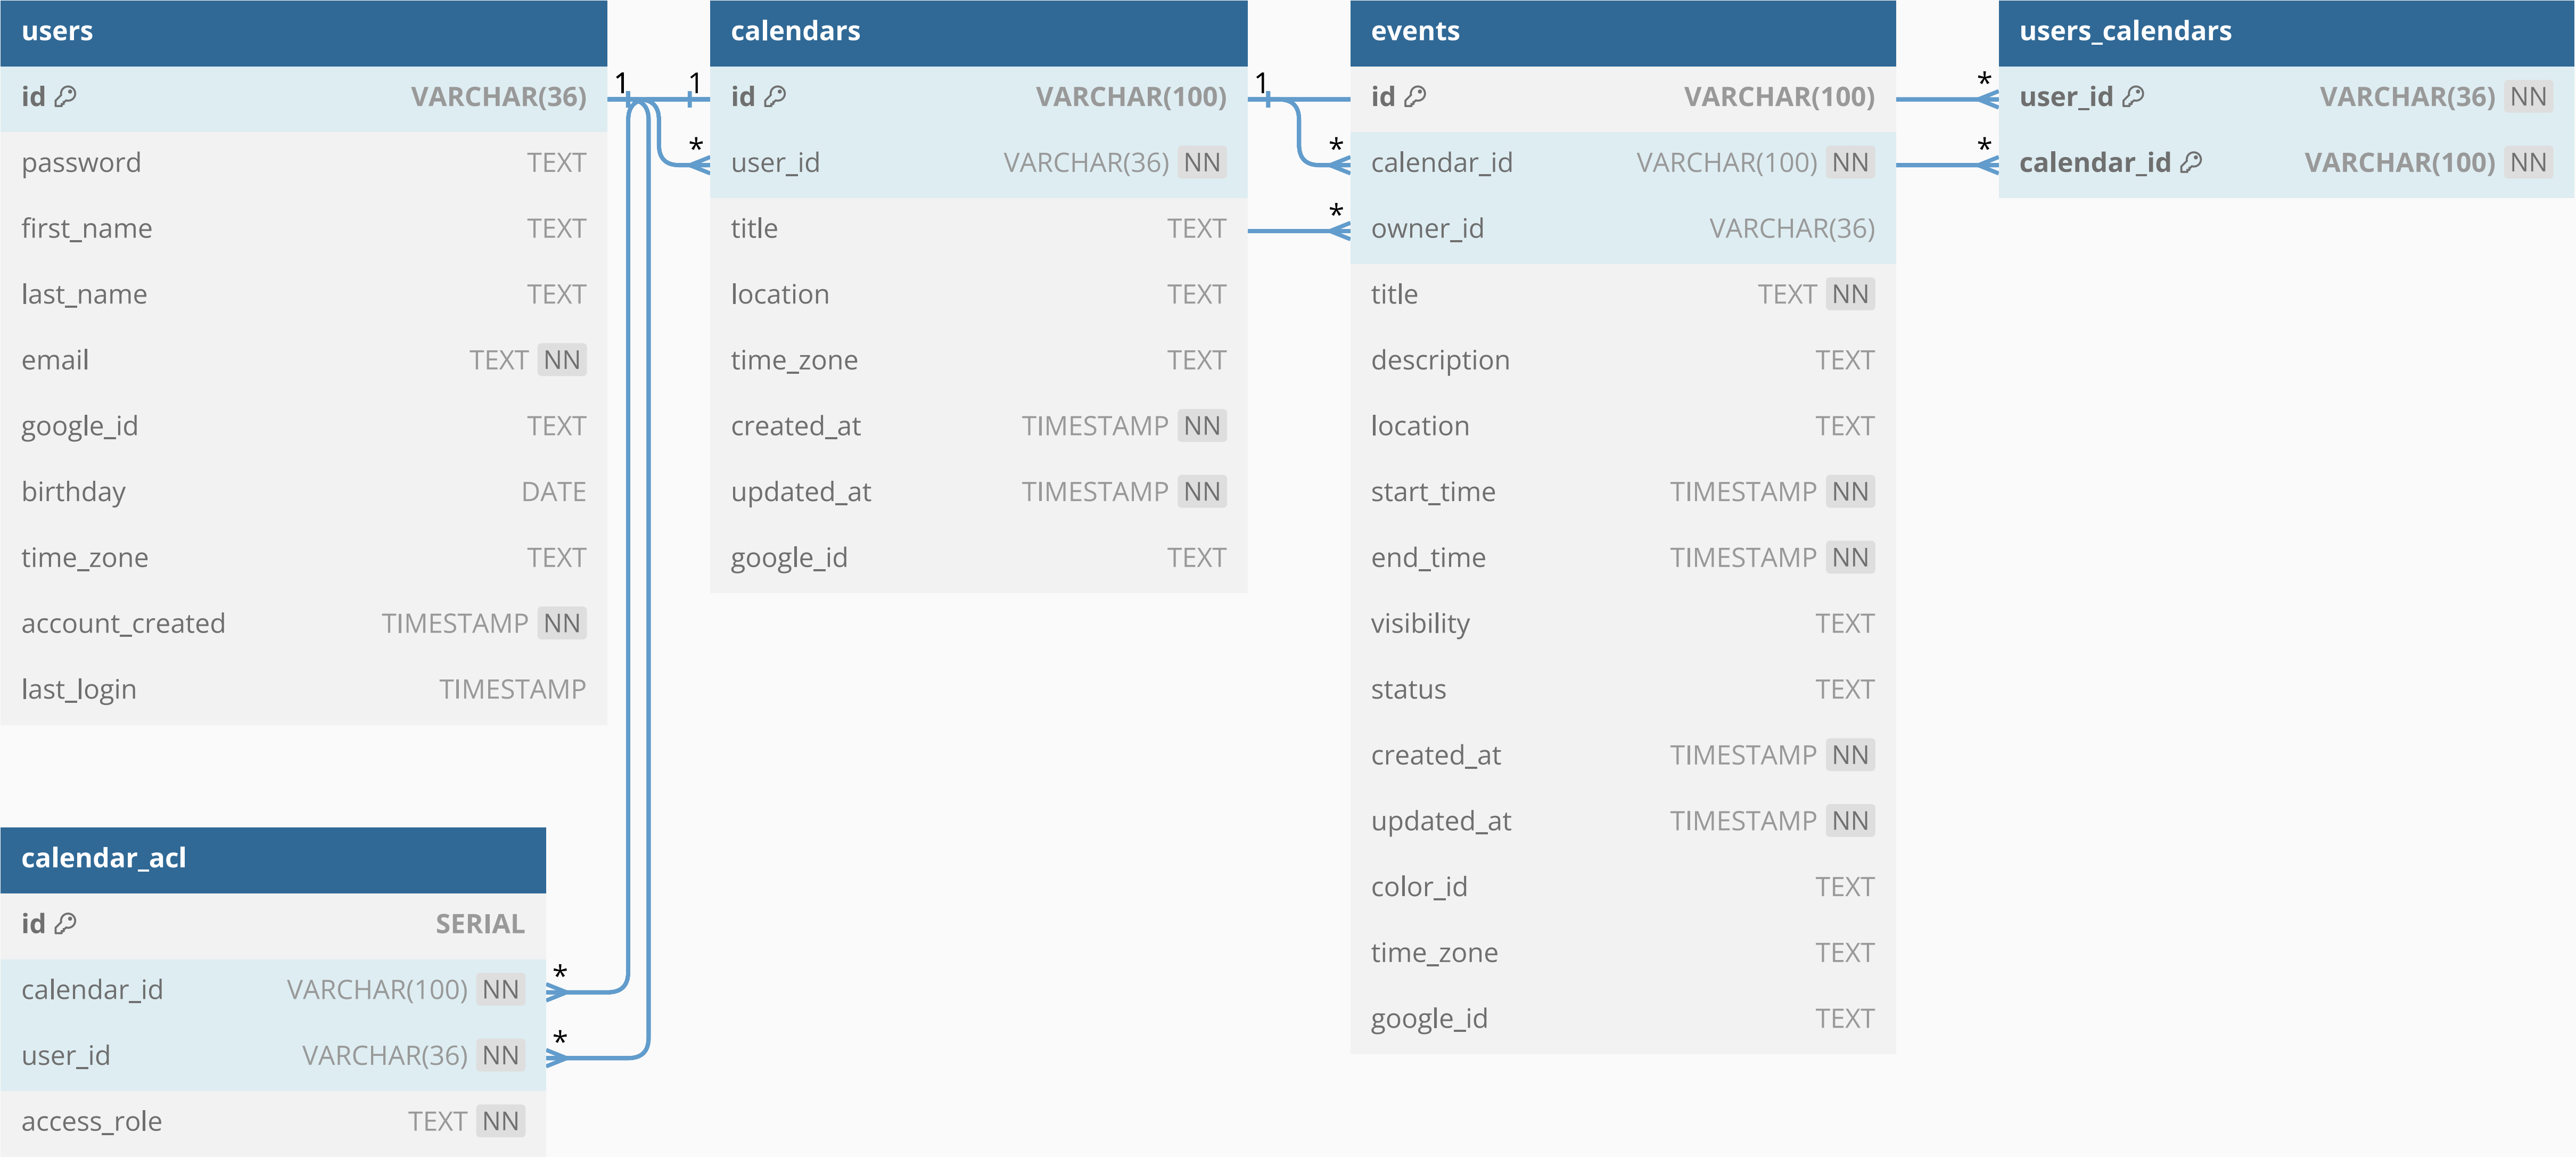 users
id VARCHAR(36)
password TEXT
first_name TEXT
last_name TEXT
email TEXT NN
google_id TEXT
birthday DATE
time_zone TEXT
account_created TIMESTAMP NN
last_login TIMESTAMP
1
1
*
calendars
id VARCHAR(100)
user_id VARCHAR(36) NN
title TEXT
location TEXT
time_zone TEXT
created_at TIMESTAMP NN
updated_at TIMESTAMP NN
google_id TEXT
1
*
*
events
id VARCHAR(100)
calendar_id VARCHAR(100) NN
owner_id VARCHAR(36)
title TEXT NN
description TEXT
location TEXT
start_time TIMESTAMP NN
end_time TIMESTAMP NN
visibility TEXT
status TEXT
created_at TIMESTAMP NN
updated_at TIMESTAMP NN
color_id TEXT
time_zone TEXT
google_id TEXT
*
*
users_calendars
user_id VARCHAR(36) NN
calendar_id VARCHAR(100) NN
calendar_acl
id SERIAL
calendar_id VARCHAR(100) NN
user_id VARCHAR(36) NN
access_role TEXT NN
*
*